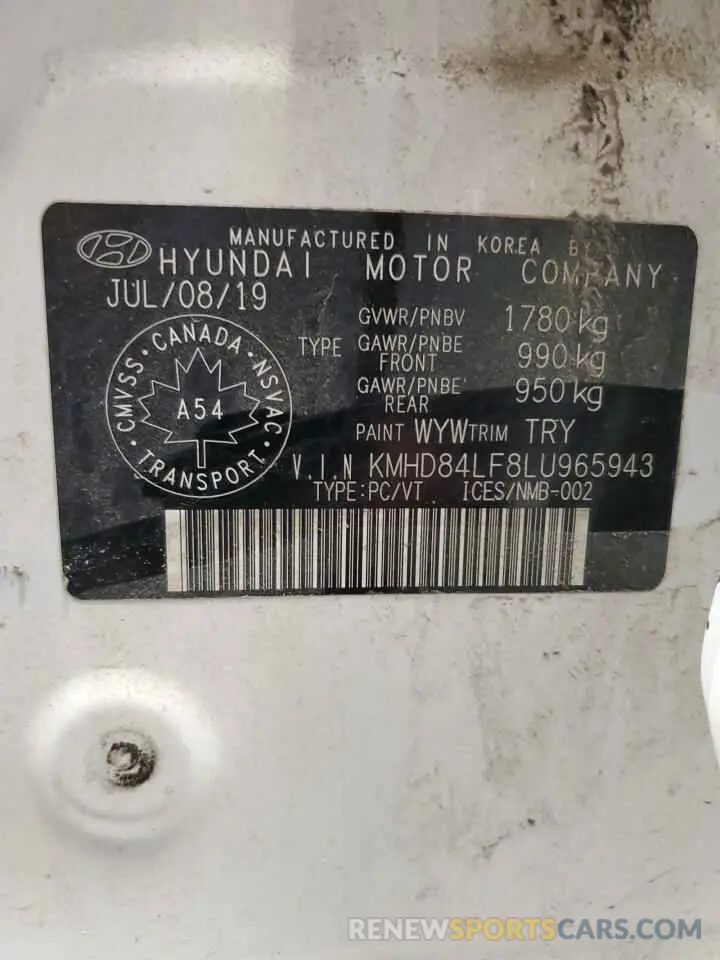 MANUFACTURED IN KOREA BY
HYUNDAI MOTOR COMPANY
JUL/08/19
GVWR/PNBV 1780 kg
TYPE GAWR/PNBE FRONT 990 kg
GAWR/PNBE REAR 950 kg
PAINT WYW TRIM TRY
V.I.N KMHD84LF8LU965943
TYPE:PC/VT ICES/NMB-002
CMVSS · CANADA · NSVAC · TRANSPORT ·
A54
RENEWSPORTSCARS.COM